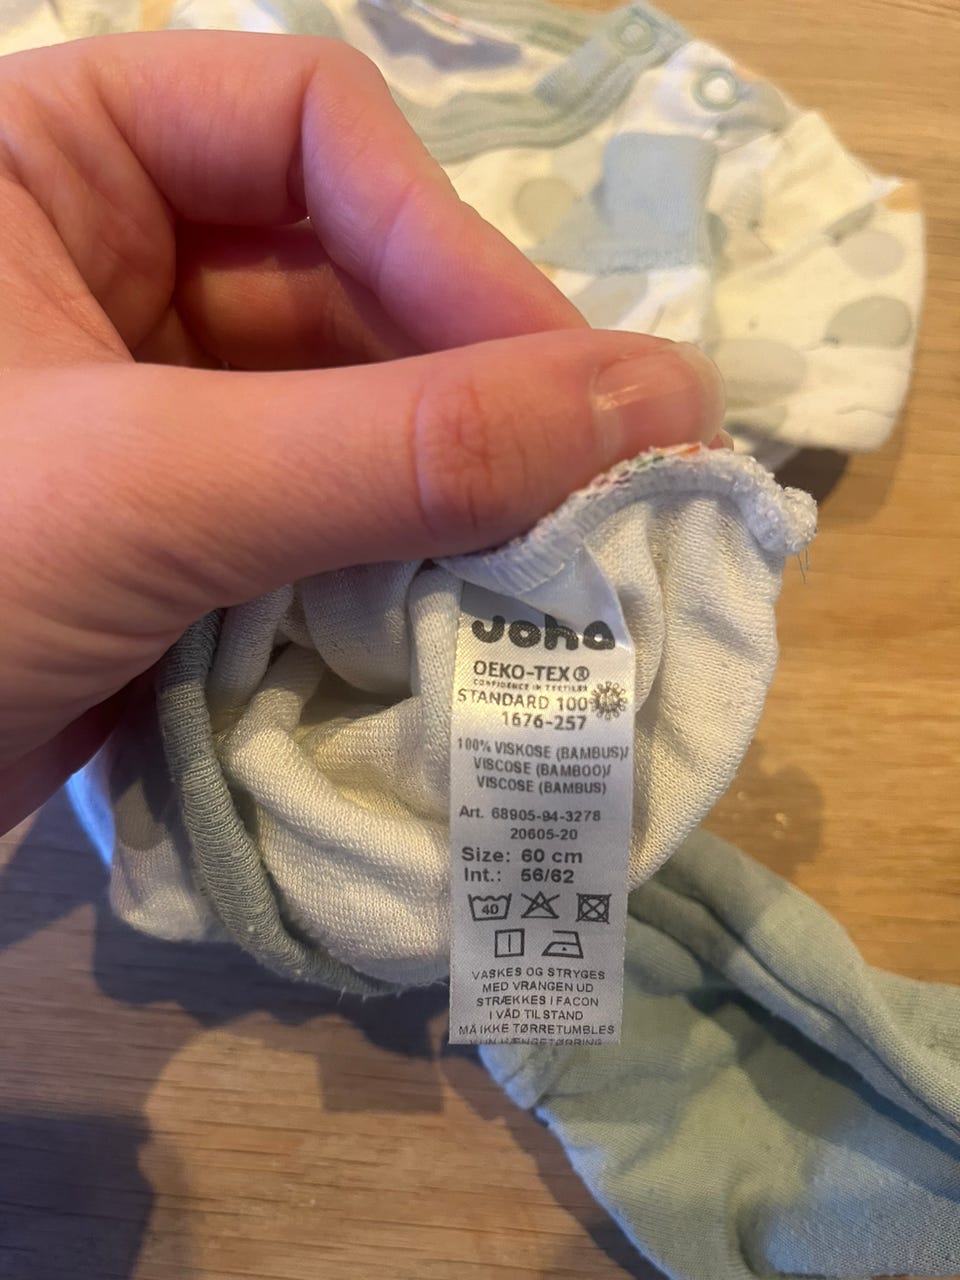 Joha
OEKO-TEX®
CONFIDENCE IN TEXTILES
STANDARD 100
1676-257
100% VISKOSE (BAMBUS)/
VISCOSE (BAMBOO)/
VISCOSE (BAMBUS)
Art. 68905-94-3278
20605-20
Size: 60 cm
Int.: 56/62
40
VASKES OG STRYGES
MED VRANGEN UD
STRÆKKES I FACON
I VÅD TILSTAND
MÅ IKKE TØRRETUMBLES
KUN HÆNGETØRRING